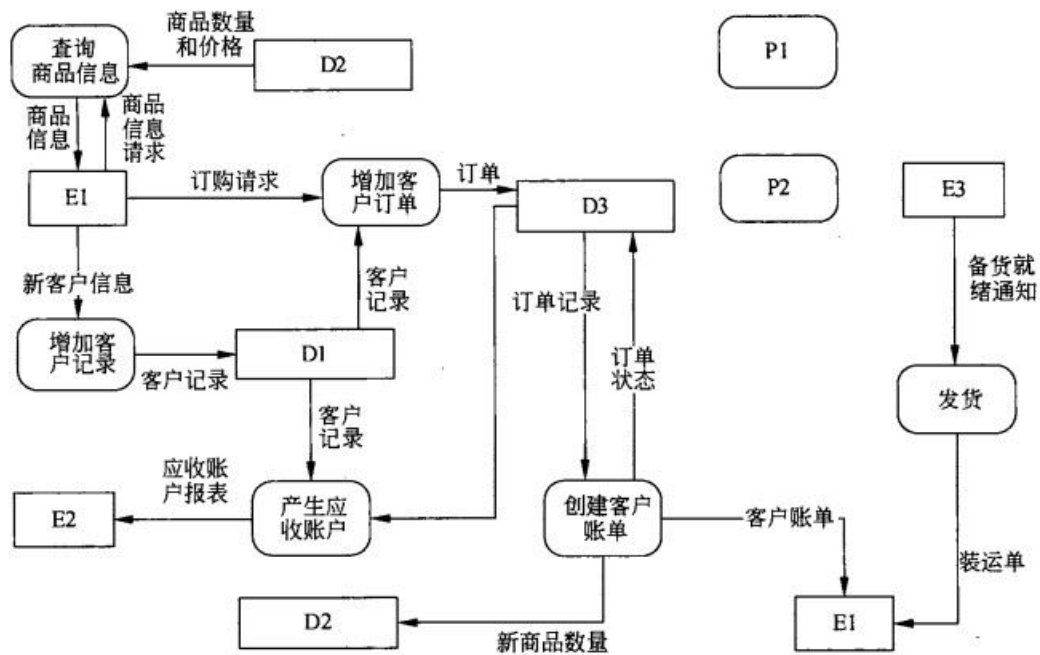 商品数量
和价格
查询
商品信息
D2
P1
商品
信息
商品
信息
请求
E1
订购请求
增加客
户订单
订单
D3
P2
E3
新客户信息
客户
记录
订单记录
备货就
绪通知
增加客
户记录
客户记录
D1
订单
状态
发货
客户
记录
应收账
户报表
E2
产生应
收账户
创建客户
账单
客户账单
装运单
D2
新商品数量
E1